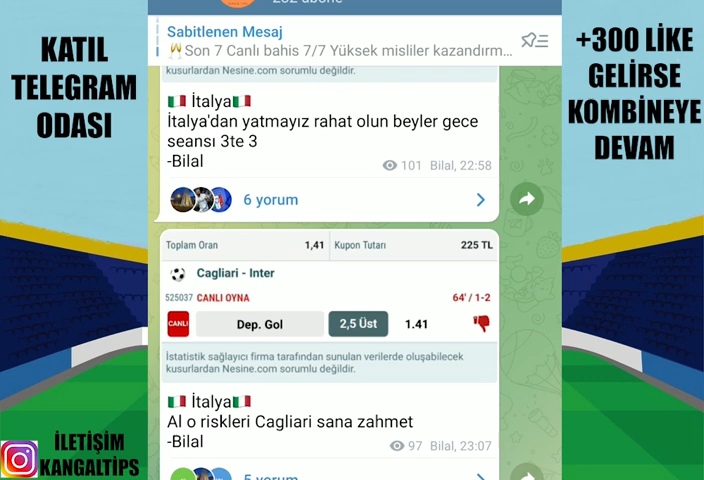 KATIL
TELEGRAM
ODASI
+300 LİKE
GELİRSE
KOMBİNEYE
DEVAM
Sabitlenen Mesaj
🥂Son 7 Canlı bahis 7/7 Yüksek misliler kazandırm...
kusurlardan Nesine.com sorumlu değildir.
🇮🇹 İtalya🇮🇹
İtalya'dan yatmayız rahat olun beyler gece
seansı 3te 3
-Bilal
101 Bilal, 22:58
6 yorum
Toplam Oran 1,41 Kupon Tutarı 225 TL
Cagliari - Inter
525037 CANLI OYNA 64' / 1-2
CANLI Dep. Gol 2,5 Üst 1.41
İstatistik sağlayıcı firma tarafından sunulan verilerde oluşabilecek
kusurlardan Nesine.com sorumlu değildir.
🇮🇹 İtalya🇮🇹
Al o riskleri Cagliari sana zahmet
-Bilal
97 Bilal, 23:07
5 yorum
İLETİŞİM
KANGALTİPS